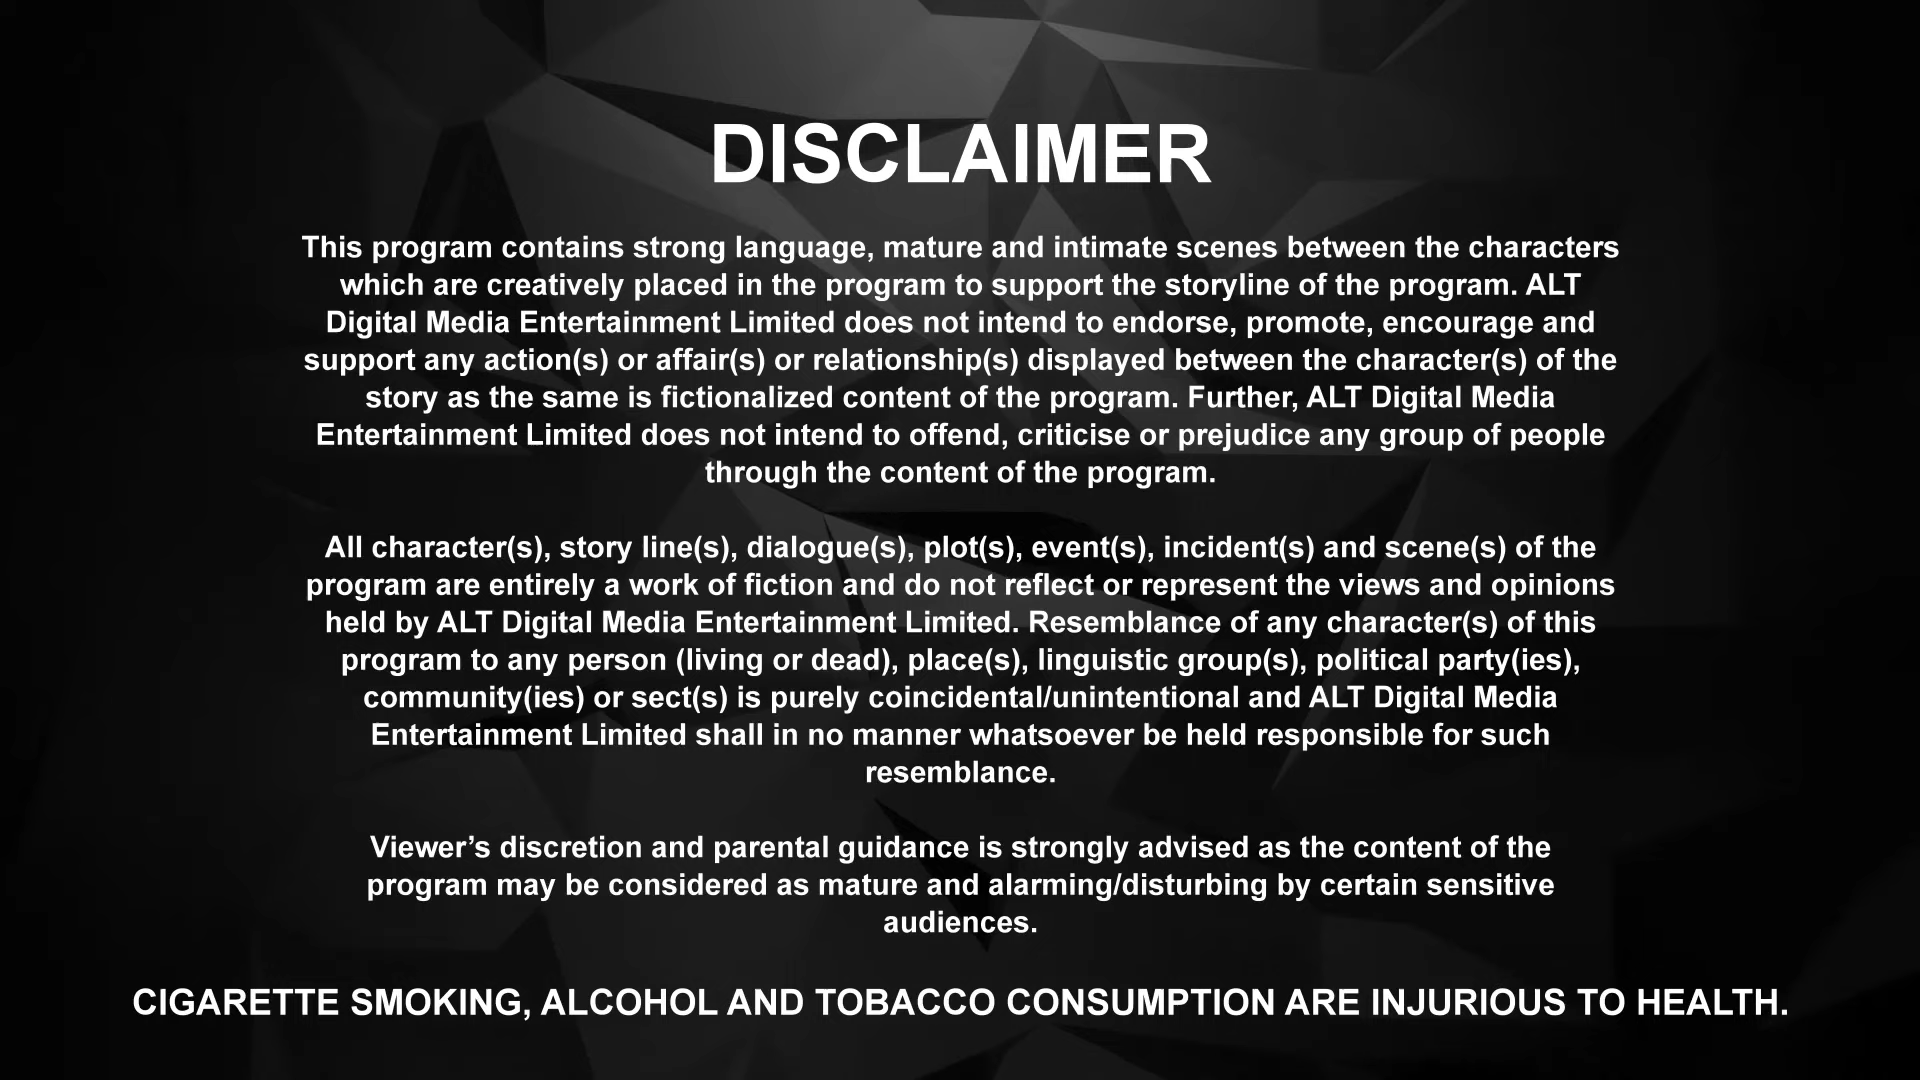 DISCLAIMER
This program contains strong language, mature and intimate scenes between the characters
which are creatively placed in the program to support the storyline of the program. ALT
Digital Media Entertainment Limited does not intend to endorse, promote, encourage and
support any action(s) or affair(s) or relationship(s) displayed between the character(s) of the
story as the same is fictionalized content of the program. Further, ALT Digital Media
Entertainment Limited does not intend to offend, criticise or prejudice any group of people
through the content of the program.
All character(s), story line(s), dialogue(s), plot(s), event(s), incident(s) and scene(s) of the
program are entirely a work of fiction and do not reflect or represent the views and opinions
held by ALT Digital Media Entertainment Limited. Resemblance of any character(s) of this
program to any person (living or dead), place(s), linguistic group(s), political party(ies),
community(ies) or sect(s) is purely coincidental/unintentional and ALT Digital Media
Entertainment Limited shall in no manner whatsoever be held responsible for such
resemblance.
Viewer’s discretion and parental guidance is strongly advised as the content of the
program may be considered as mature and alarming/disturbing by certain sensitive
audiences.
CIGARETTE SMOKING, ALCOHOL AND TOBACCO CONSUMPTION ARE INJURIOUS TO HEALTH.